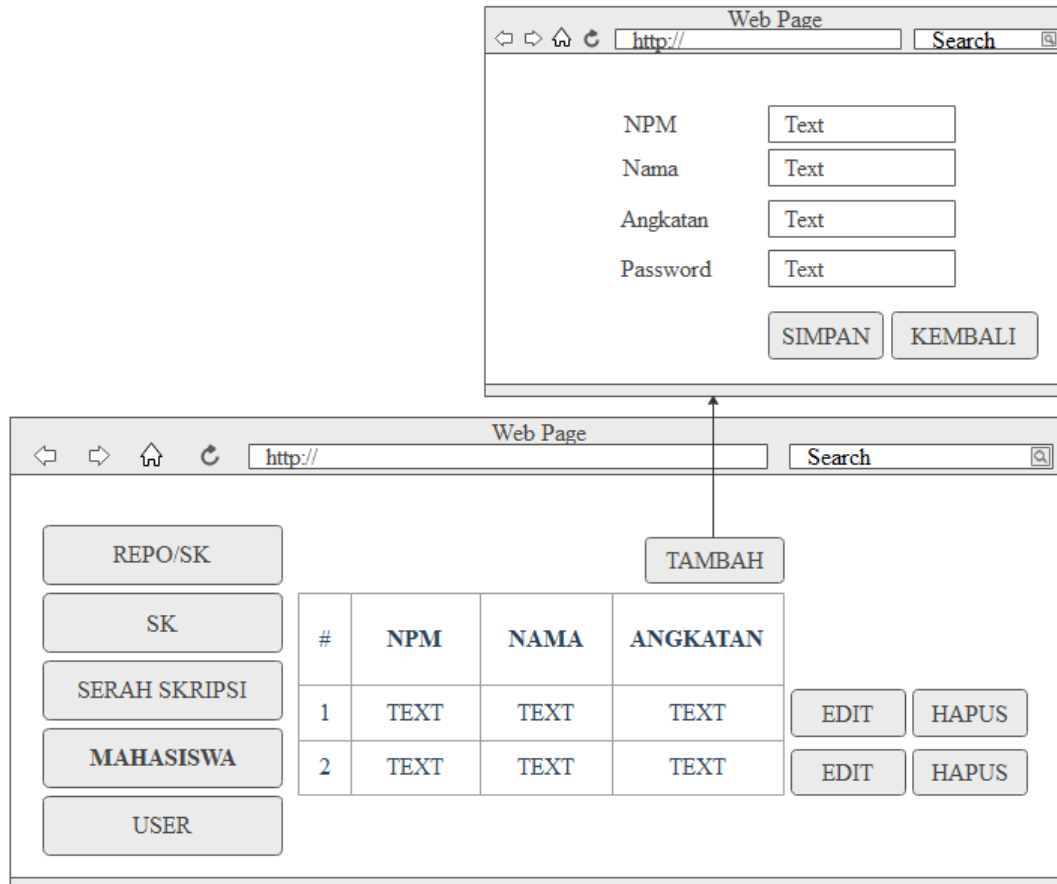 Web Page
http://
Search
NPM Text
Nama Text
Angkatan Text
Password Text
SIMPAN KEMBALI
Web Page
http://
Search
REPO/SK
SK
SERAH SKRIPSI
MAHASISWA
USER
TAMBAH
# NPM NAMA ANGKATAN
1 TEXT TEXT TEXT EDIT HAPUS
2 TEXT TEXT TEXT EDIT HAPUS